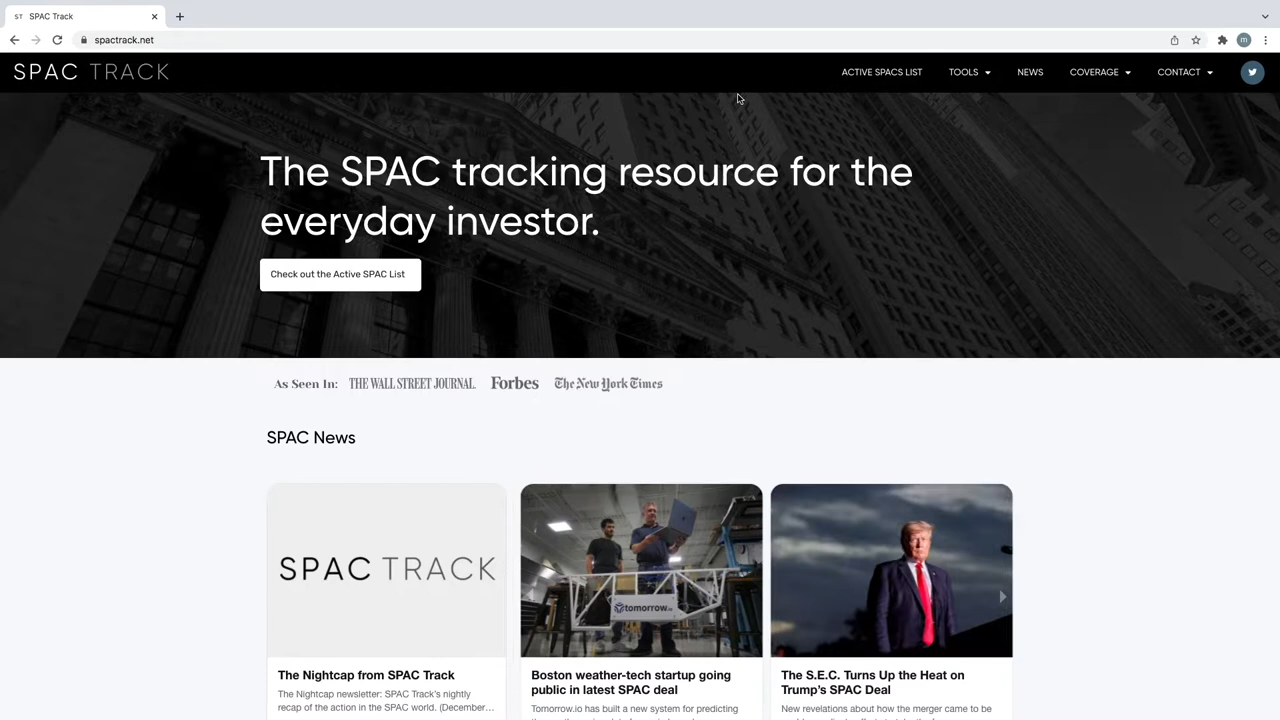 ST SPAC Track
spactrack.net
m
SPAC TRACK
ACTIVE SPACS LIST TOOLS NEWS COVERAGE CONTACT
The SPAC tracking resource for the
everyday investor.
Check out the Active SPAC List
As Seen In: THE WALL STREET JOURNAL. Forbes The New York Times
SPAC News
SPAC TRACK
tomorrow.io
The Nightcap from SPAC Track
The Nightcap newsletter: SPAC Track's nightly
recap of the action in the SPAC world. (December...
Boston weather-tech startup going
public in latest SPAC deal
Tomorrow.io has built a new system for predicting
The S.E.C. Turns Up the Heat on
Trump's SPAC Deal
New revelations about how the merger came to be